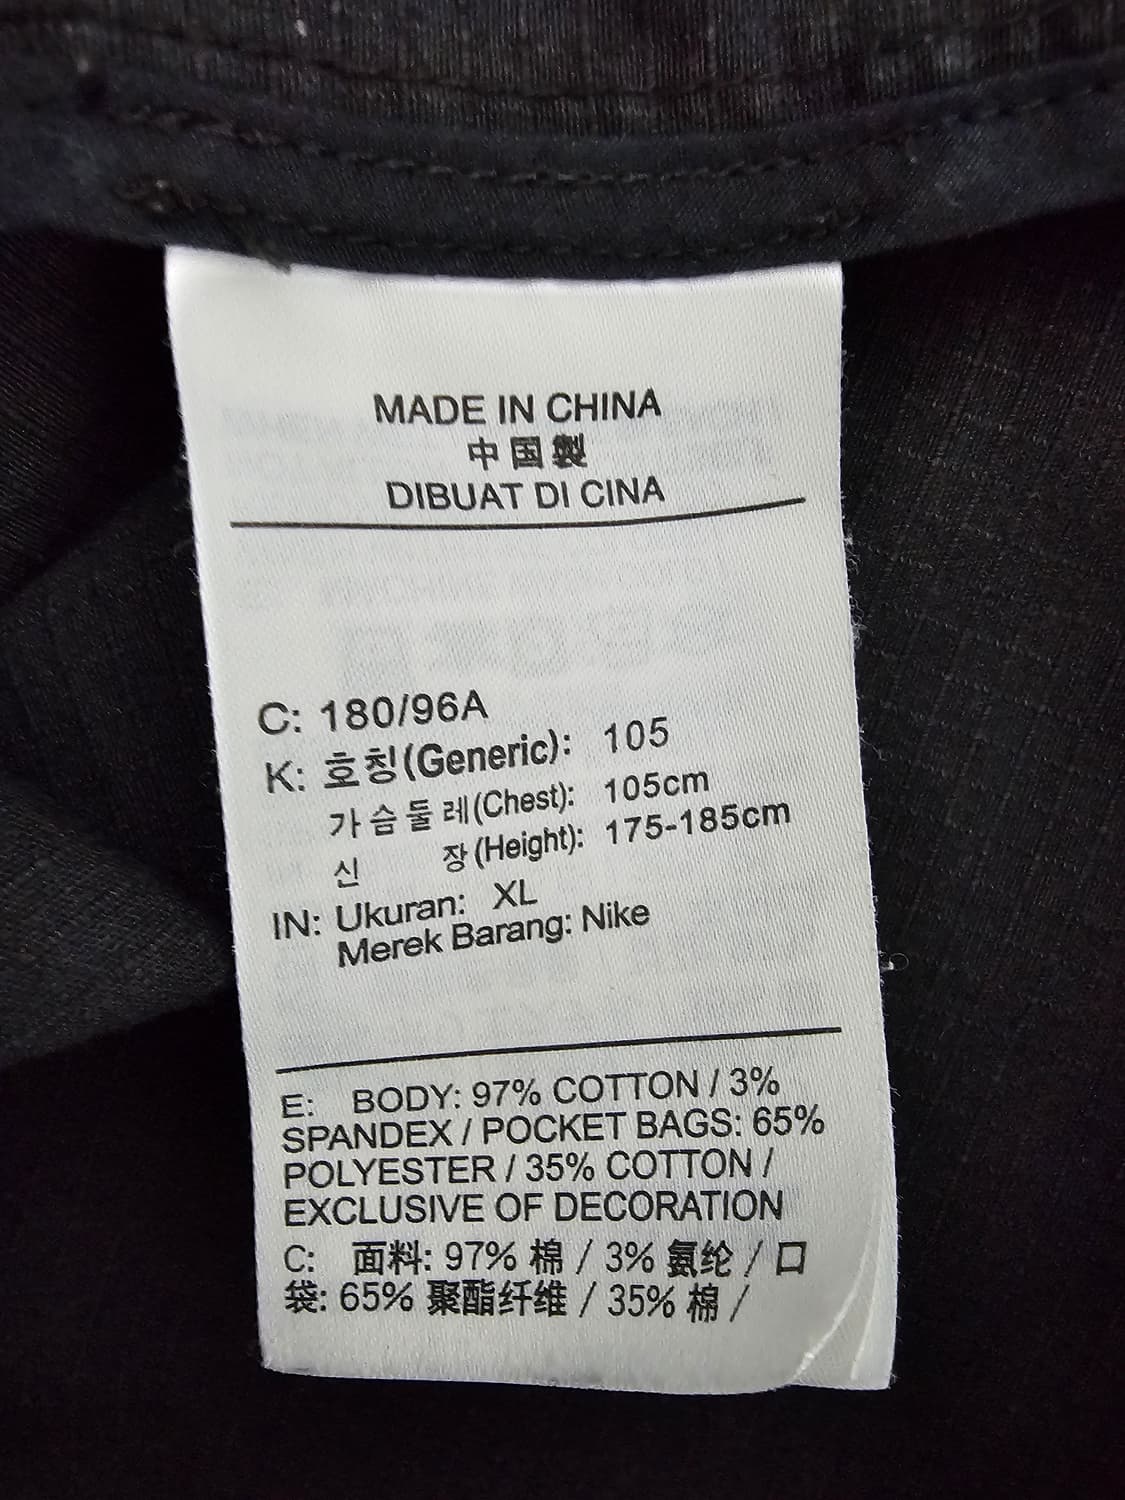 MADE IN CHINA
中国製
DIBUAT DI CINA
C: 180/96A
K: 호칭(Generic): 105
가슴둘레(Chest): 105cm
신 장(Height): 175-185cm
IN: Ukuran: XL
Merek Barang: Nike
E: BODY: 97% COTTON / 3%
SPANDEX / POCKET BAGS: 65%
POLYESTER / 35% COTTON /
EXCLUSIVE OF DECORATION
C: 面料: 97% 棉 / 3% 氨纶 / 口
袋: 65% 聚酯纤维 / 35% 棉 /